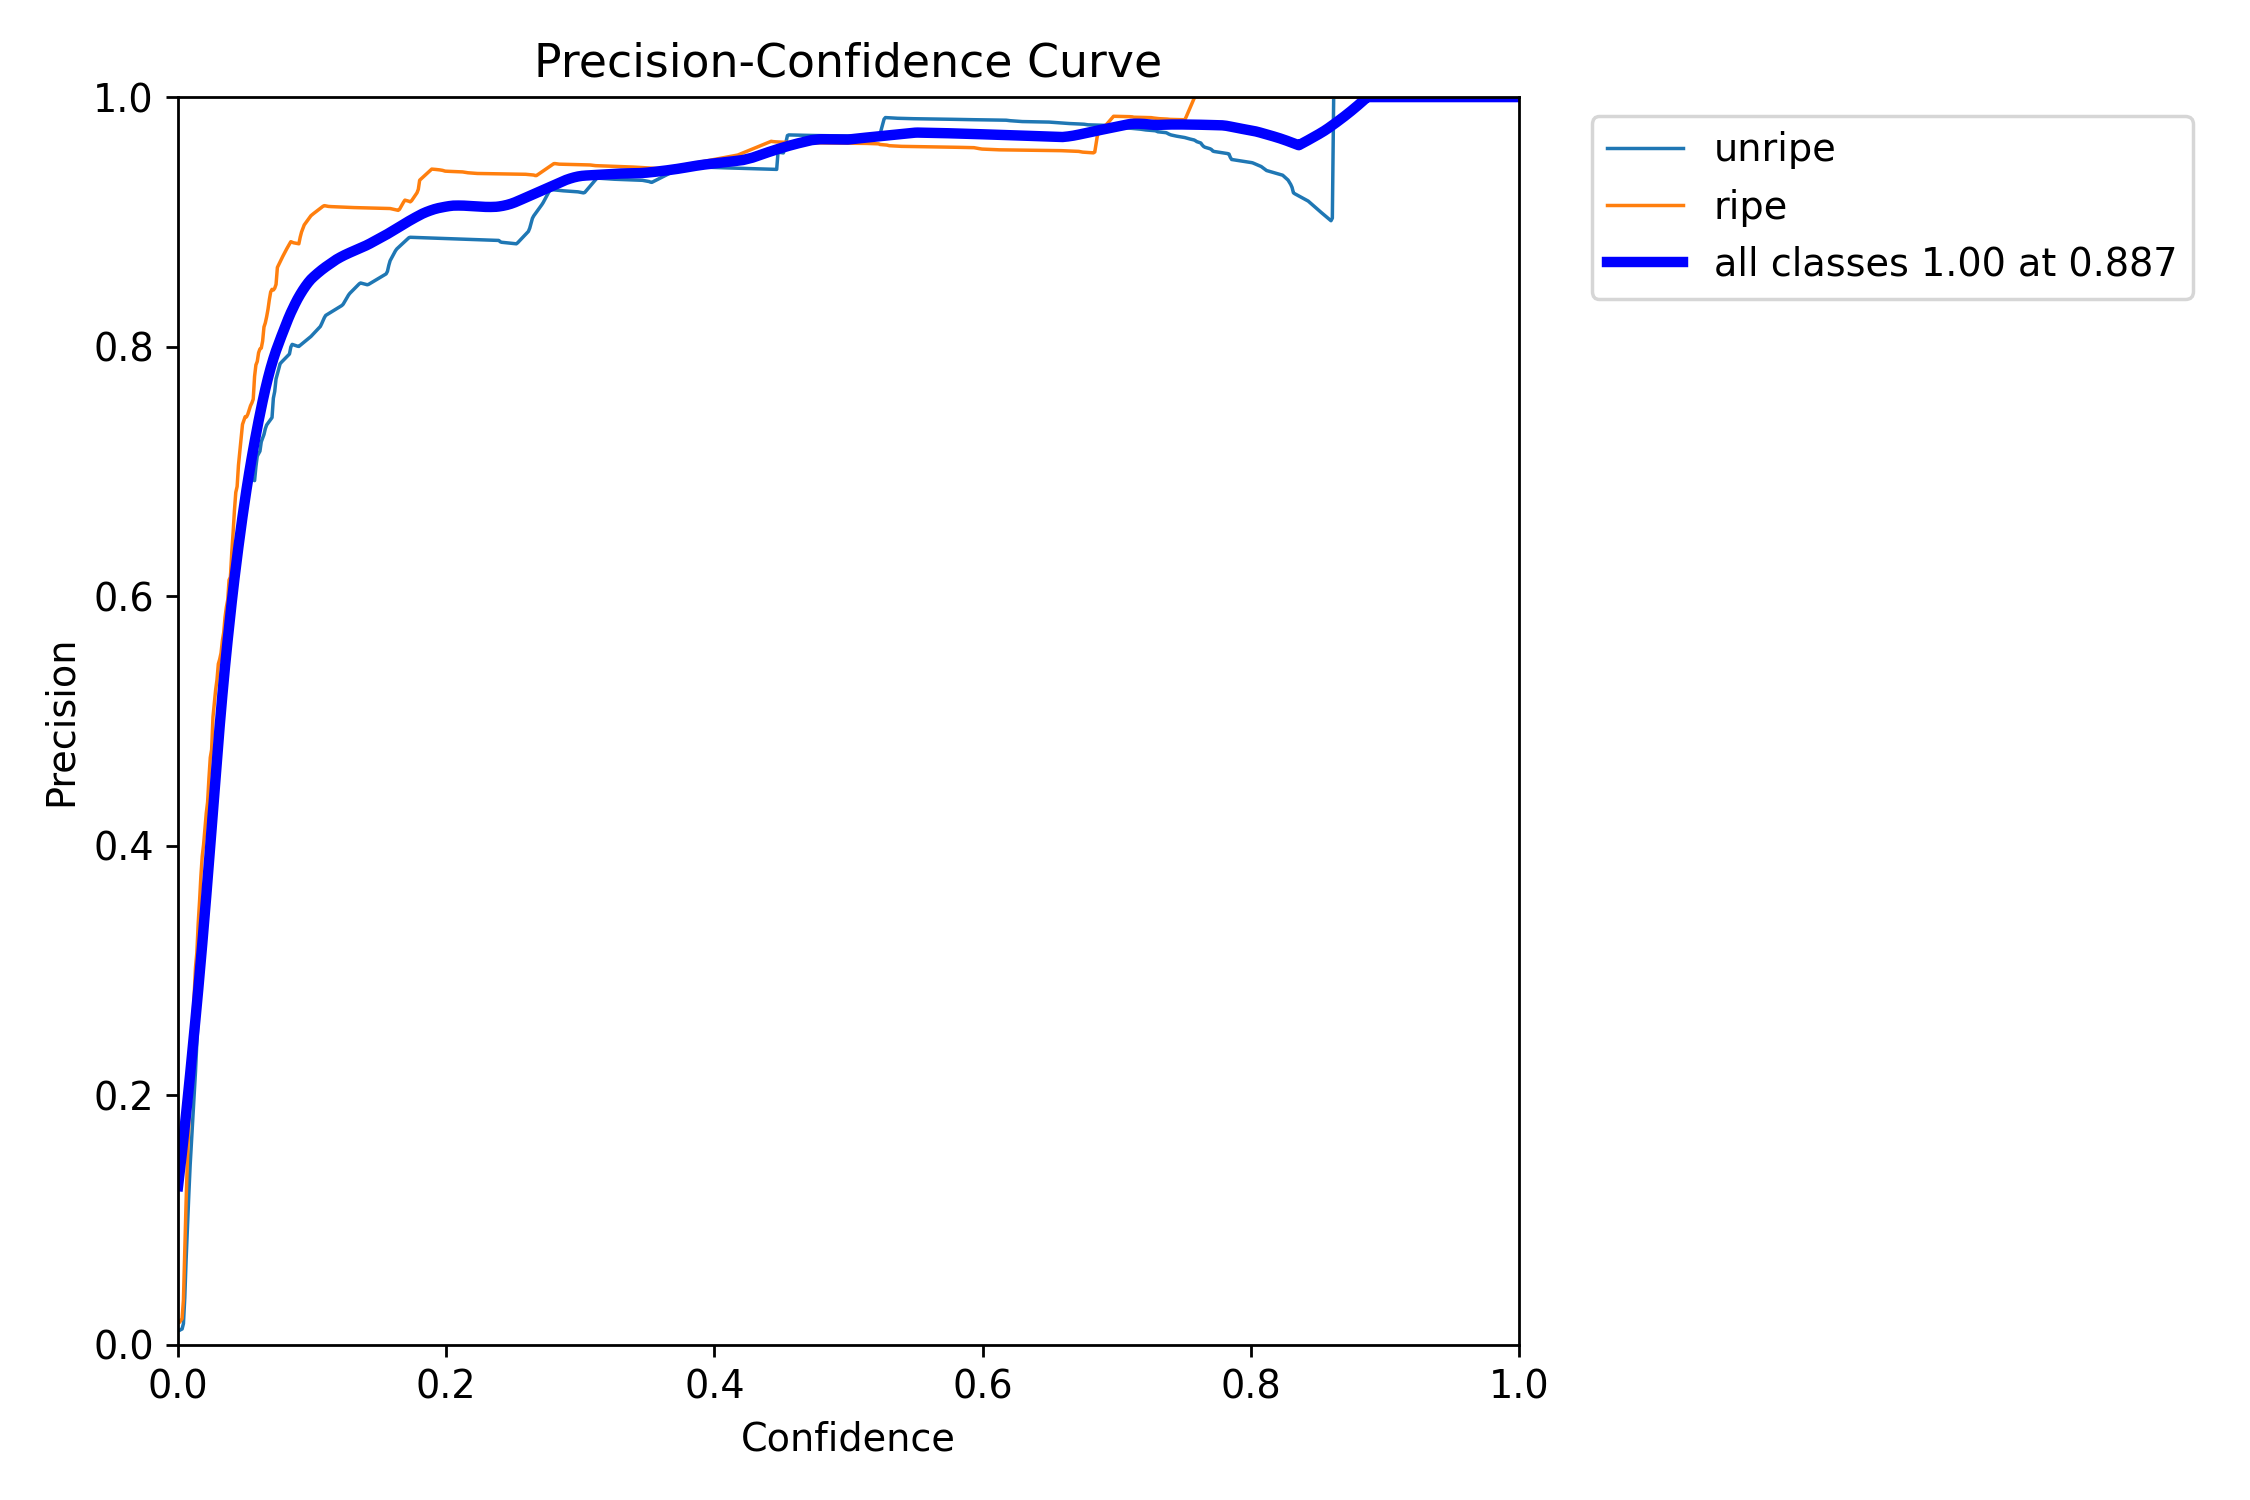 Precision-Confidence Curve
1.0
0.8
0.6
0.4
0.2
0.0
Precision
0.0 0.2 0.4 0.6 0.8 1.0
Confidence
unripe
ripe
all classes 1.00 at 0.887